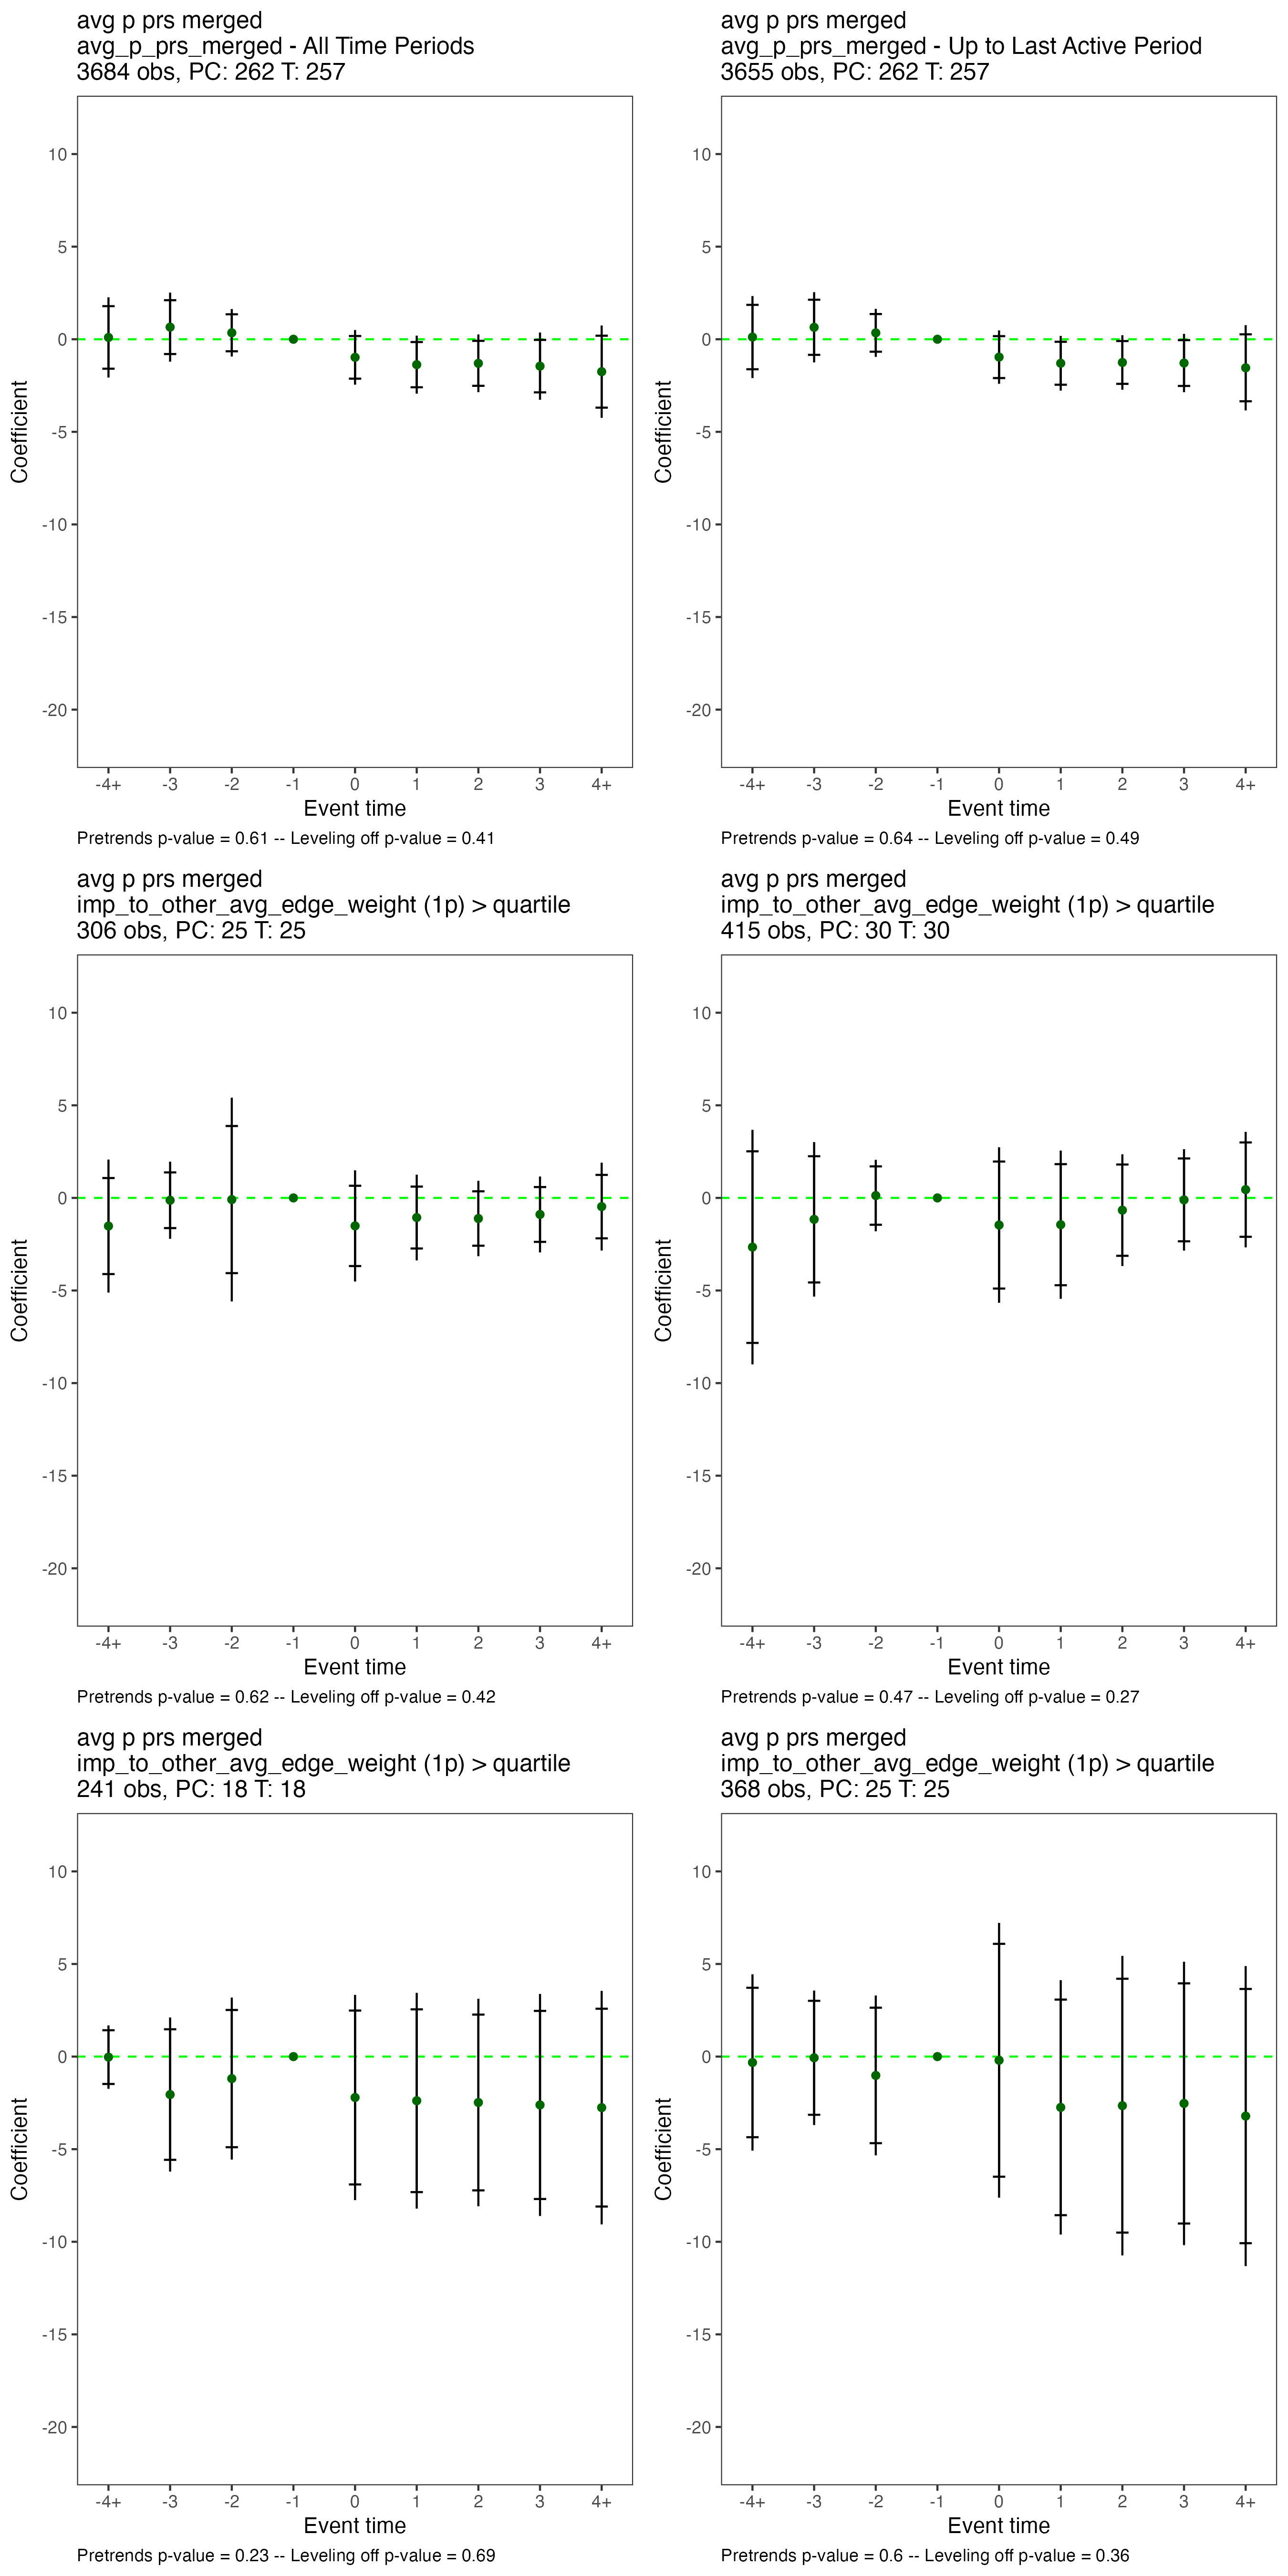 avg p prs merged
avg_p_prs_merged - All Time Periods
3684 obs, PC: 262 T: 257
10
5
0
-5
-10
-15
-20
Coefficient
-4+ -3 -2 -1 0 1 2 3 4+
Event time
Pretrends p-value = 0.61 -- Leveling off p-value = 0.41
avg p prs merged
avg_p_prs_merged - Up to Last Active Period
3655 obs, PC: 262 T: 257
10
5
0
-5
-10
-15
-20
Coefficient
-4+ -3 -2 -1 0 1 2 3 4+
Event time
Pretrends p-value = 0.64 -- Leveling off p-value = 0.49
avg p prs merged
imp_to_other_avg_edge_weight (1p) > quartile
306 obs, PC: 25 T: 25
10
5
0
-5
-10
-15
-20
Coefficient
-4+ -3 -2 -1 0 1 2 3 4+
Event time
Pretrends p-value = 0.62 -- Leveling off p-value = 0.42
avg p prs merged
imp_to_other_avg_edge_weight (1p) > quartile
415 obs, PC: 30 T: 30
10
5
0
-5
-10
-15
-20
Coefficient
-4+ -3 -2 -1 0 1 2 3 4+
Event time
Pretrends p-value = 0.47 -- Leveling off p-value = 0.27
avg p prs merged
imp_to_other_avg_edge_weight (1p) > quartile
241 obs, PC: 18 T: 18
10
5
0
-5
-10
-15
-20
Coefficient
-4+ -3 -2 -1 0 1 2 3 4+
Event time
Pretrends p-value = 0.23 -- Leveling off p-value = 0.69
avg p prs merged
imp_to_other_avg_edge_weight (1p) > quartile
368 obs, PC: 25 T: 25
10
5
0
-5
-10
-15
-20
Coefficient
-4+ -3 -2 -1 0 1 2 3 4+
Event time
Pretrends p-value = 0.6 -- Leveling off p-value = 0.36